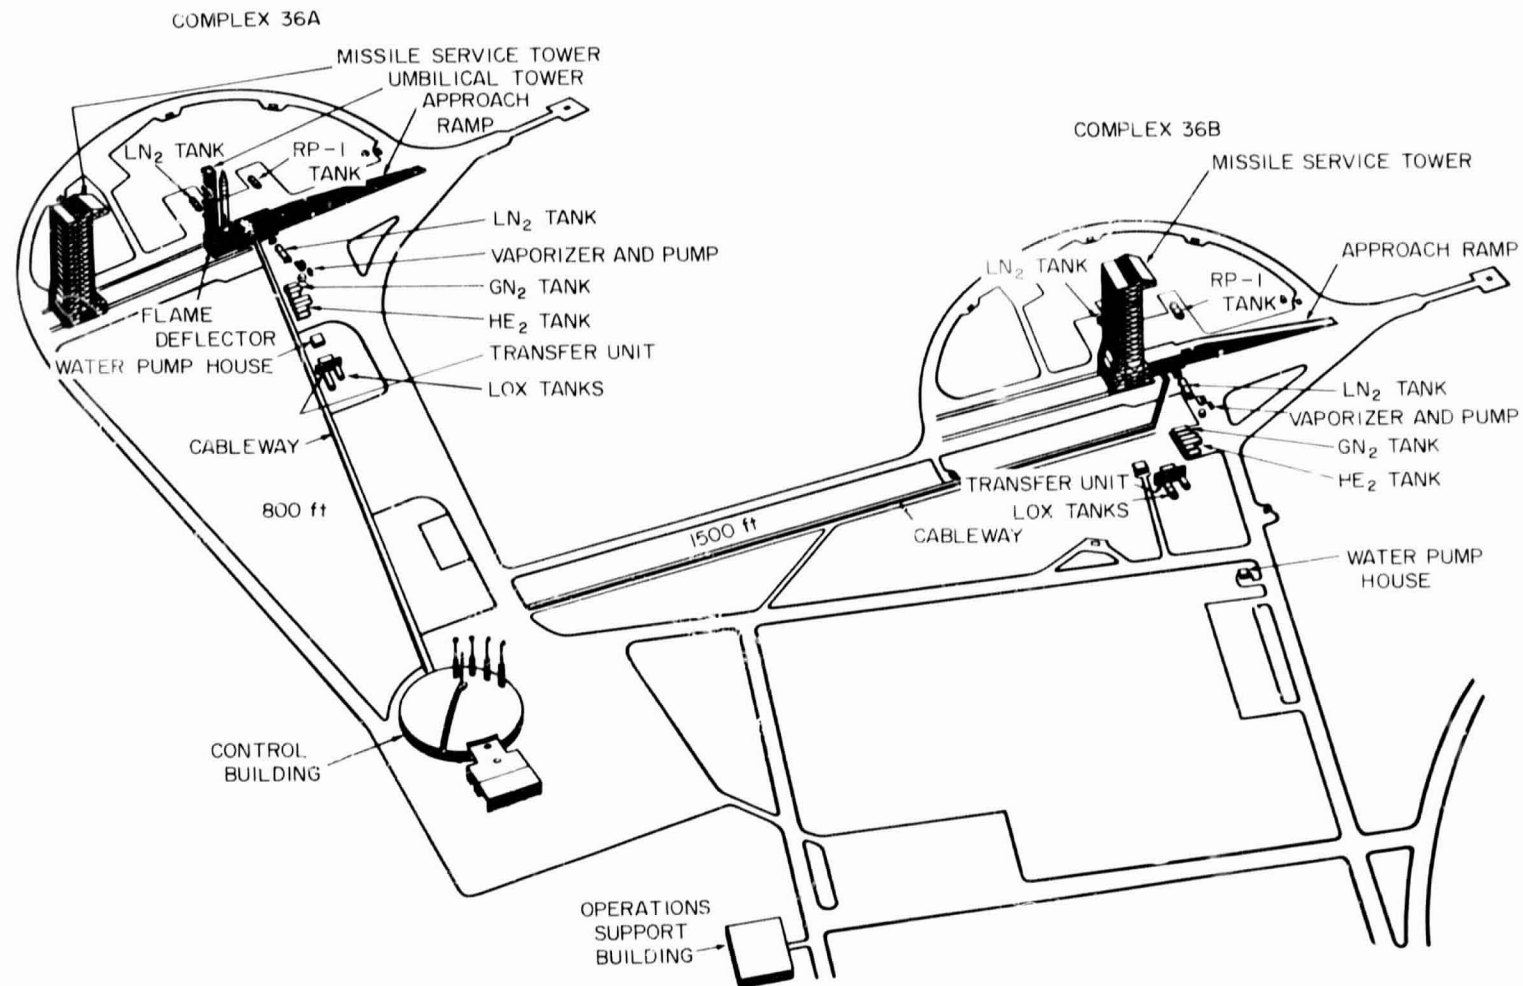 COMPLEX 36A
MISSILE SERVICE TOWER
UMBILICAL TOWER
APPROACH
RAMP
LN₂ TANK
RP-1
TANK
LN₂ TANK
VAPORIZER AND PUMP
GN₂ TANK
HE₂ TANK
FLAME
DEFLECTOR
WATER PUMP HOUSE
TRANSFER UNIT
LOX TANKS
CABLEWAY
800 ft
CONTROL
BUILDING
COMPLEX 36B
MISSILE SERVICE TOWER
APPROACH RAMP
LN₂ TANK
RP-1
TANK
LN₂ TANK
VAPORIZER AND PUMP
GN₂ TANK
HE₂ TANK
TRANSFER UNIT
LOX TANKS
CABLEWAY
1500 ft
WATER PUMP
HOUSE
OPERATIONS
SUPPORT
BUILDING